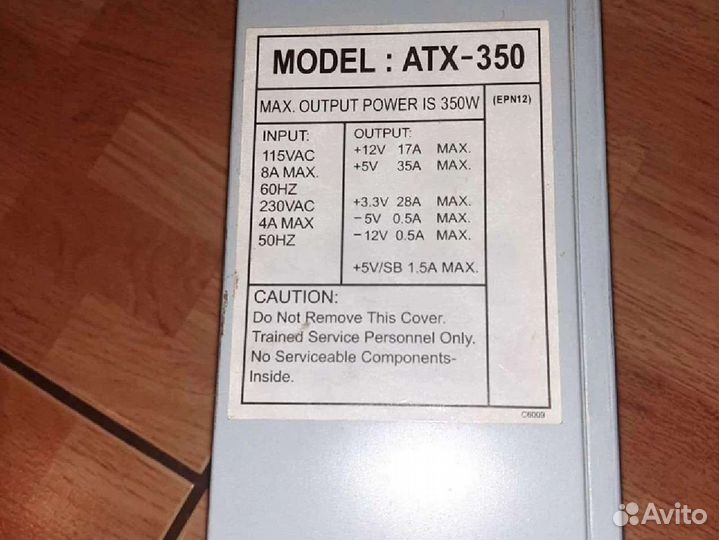 MODEL : ATX-350
MAX. OUTPUT POWER IS 350W
(EPN12)
INPUT:
115VAC
8A MAX.
60HZ
230VAC
4A MAX
50HZ
OUTPUT:
+12V 17A MAX.
+5V 35A MAX.
+3.3V 28A MAX.
-5V 0.5A MAX.
-12V 0.5A MAX.
+5V/SB 1.5A MAX.
CAUTION:
Do Not Remove This Cover.
Trained Service Personnel Only.
No Serviceable Components-
Inside.
C6009
Avito